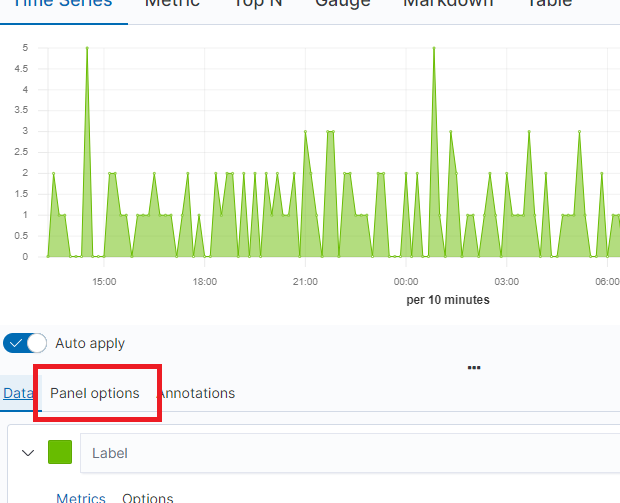 Time Series Metric Top N Gauge Markdown Table
5
4.5
4
3.5
3
2.5
2
1.5
1
0.5
0
15:00 18:00 21:00 00:00 03:00 06:00
per 10 minutes
Auto apply
Data Panel options Annotations
Label
Metrics Options